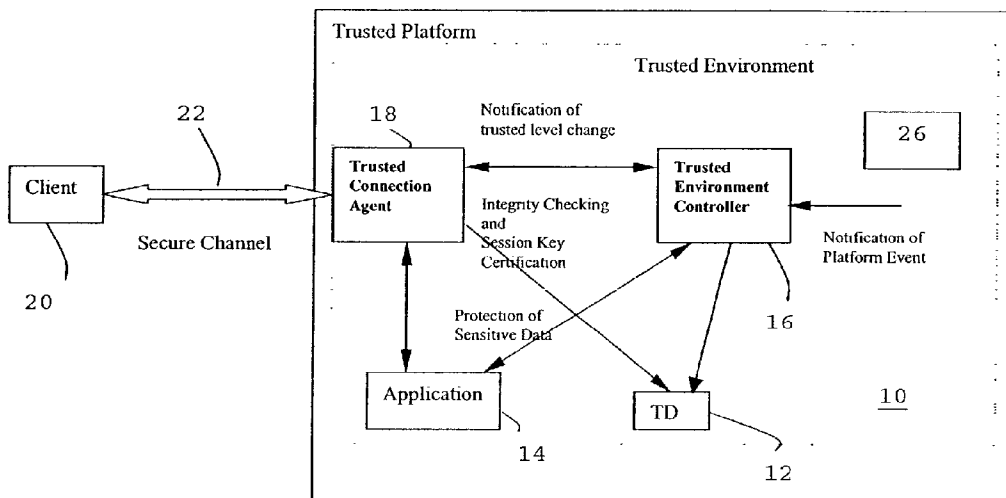 Trusted Platform
Trusted Environment
22
18
Notification of
trusted level change
26
Client
Trusted
Connection
Agent
Trusted
Environment
Controller
Secure Channel
Integrity Checking
and
Session Key
Certification
Notification of
Platform Event
20
16
Protection of
Sensitive Data
Application
TD
10
14
12